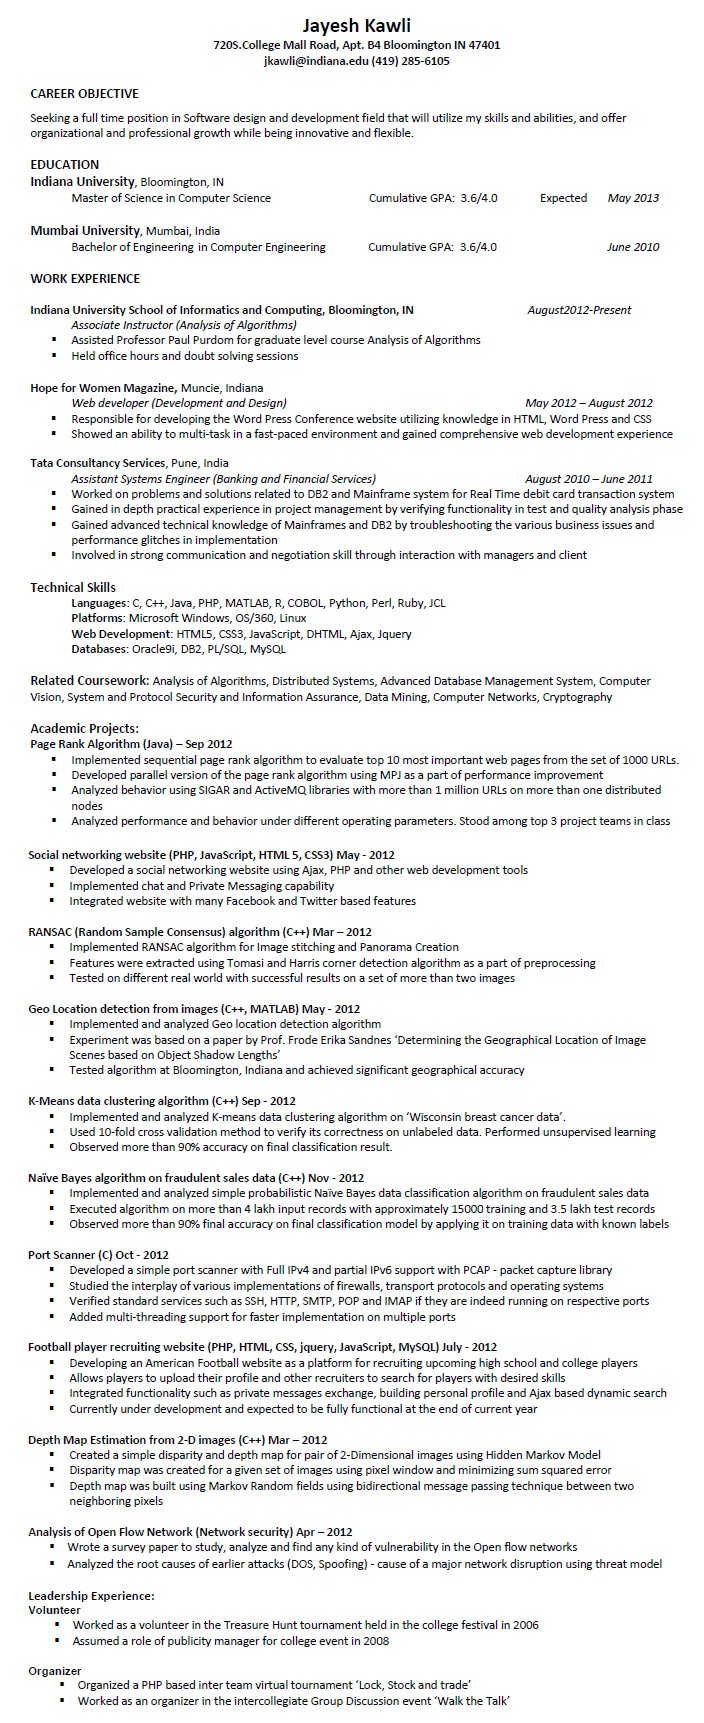 Jayesh Kawli
720S.College Mall Road, Apt. B4 Bloomington IN 47401
jkawli@indiana.edu (419) 285-6105
CAREER OBJECTIVE
Seeking a full time position in Software design and development field that will utilize my skills and abilities, and offer
organizational and professional growth while being innovative and flexible.
EDUCATION
Indiana University, Bloomington, IN
Master of Science in Computer Science Cumulative GPA: 3.6/4.0 Expected May 2013
Mumbai University, Mumbai, India
Bachelor of Engineering in Computer Engineering Cumulative GPA: 3.6/4.0 June 2010
WORK EXPERIENCE
Indiana University School of Informatics and Computing, Bloomington, IN August2012-Present
Associate Instructor (Analysis of Algorithms)
▪ Assisted Professor Paul Purdom for graduate level course Analysis of Algorithms
▪ Held office hours and doubt solving sessions
Hope for Women Magazine, Muncie, Indiana
Web developer (Development and Design) May 2012 – August 2012
▪ Responsible for developing the Word Press Conference website utilizing knowledge in HTML, Word Press and CSS
▪ Showed an ability to multi-task in a fast-paced environment and gained comprehensive web development experience
Tata Consultancy Services, Pune, India
Assistant Systems Engineer (Banking and Financial Services) August 2010 – June 2011
▪ Worked on problems and solutions related to DB2 and Mainframe system for Real Time debit card transaction system
▪ Gained in depth practical experience in project management by verifying functionality in test and quality analysis phase
▪ Gained advanced technical knowledge of Mainframes and DB2 by troubleshooting the various business issues and
performance glitches in implementation
▪ Involved in strong communication and negotiation skill through interaction with managers and client
Technical Skills
Languages: C, C++, Java, PHP, MATLAB, R, COBOL, Python, Perl, Ruby, JCL
Platforms: Microsoft Windows, OS/360, Linux
Web Development: HTML5, CSS3, JavaScript, DHTML, Ajax, Jquery
Databases: Oracle9i, DB2, PL/SQL, MySQL
Related Coursework: Analysis of Algorithms, Distributed Systems, Advanced Database Management System, Computer
Vision, System and Protocol Security and Information Assurance, Data Mining, Computer Networks, Cryptography
Academic Projects:
Page Rank Algorithm (Java) – Sep 2012
▪ Implemented sequential page rank algorithm to evaluate top 10 most important web pages from the set of 1000 URLs.
▪ Developed parallel version of the page rank algorithm using MPJ as a part of performance improvement
▪ Analyzed behavior using SIGAR and ActiveMQ libraries with more than 1 million URLs on more than one distributed
nodes
▪ Analyzed performance and behavior under different operating parameters. Stood among top 3 project teams in class
Social networking website (PHP, JavaScript, HTML 5, CSS3) May - 2012
▪ Developed a social networking website using Ajax, PHP and other web development tools
▪ Implemented chat and Private Messaging capability
▪ Integrated website with many Facebook and Twitter based features
RANSAC (Random Sample Consensus) algorithm (C++) Mar – 2012
▪ Implemented RANSAC algorithm for Image stitching and Panorama Creation
▪ Features were extracted using Tomasi and Harris corner detection algorithm as a part of preprocessing
▪ Tested on different real world with successful results on a set of more than two images
Geo Location detection from images (C++, MATLAB) May - 2012
▪ Implemented and analyzed Geo location detection algorithm
▪ Experiment was based on a paper by Prof. Frode Erika Sandnes ‘Determining the Geographical Location of Image
Scenes based on Object Shadow Lengths’
▪ Tested algorithm at Bloomington, Indiana and achieved significant geographical accuracy
K-Means data clustering algorithm (C++) Sep - 2012
▪ Implemented and analyzed K-means data clustering algorithm on ‘Wisconsin breast cancer data’.
▪ Used 10-fold cross validation method to verify its correctness on unlabeled data. Performed unsupervised learning
▪ Observed more than 90% accuracy on final classification result.
Naïve Bayes algorithm on fraudulent sales data (C++) Nov - 2012
▪ Implemented and analyzed simple probabilistic Naïve Bayes data classification algorithm on fraudulent sales data
▪ Executed algorithm on more than 4 lakh input records with approximately 15000 training and 3.5 lakh test records
▪ Observed more than 90% final accuracy on final classification model by applying it on training data with known labels
Port Scanner (C) Oct - 2012
▪ Developed a simple port scanner with Full IPv4 and partial IPv6 support with PCAP - packet capture library
▪ Studied the interplay of various implementations of firewalls, transport protocols and operating systems
▪ Verified standard services such as SSH, HTTP, SMTP, POP and IMAP if they are indeed running on respective ports
▪ Added multi-threading support for faster implementation on multiple ports
Football player recruiting website (PHP, HTML, CSS, jquery, JavaScript, MySQL) July - 2012
▪ Developing an American Football website as a platform for recruiting upcoming high school and college players
▪ Allows players to upload their profile and other recruiters to search for players with desired skills
▪ Integrated functionality such as private messages exchange, building personal profile and Ajax based dynamic search
▪ Currently under development and expected to be fully functional at the end of current year
Depth Map Estimation from 2-D images (C++) Mar – 2012
▪ Created a simple disparity and depth map for pair of 2-Dimensional images using Hidden Markov Model
▪ Disparity map was created for a given set of images using pixel window and minimizing sum squared error
▪ Depth map was built using Markov Random fields using bidirectional message passing technique between two
neighboring pixels
Analysis of Open Flow Network (Network security) Apr – 2012
▪ Wrote a survey paper to study, analyze and find any kind of vulnerability in the Open flow networks
▪ Analyzed the root causes of earlier attacks (DOS, Spoofing) - cause of a major network disruption using threat model
Leadership Experience:
Volunteer
▪ Worked as a volunteer in the Treasure Hunt tournament held in the college festival in 2006
▪ Assumed a role of publicity manager for college event in 2008
Organizer
▪ Organized a PHP based inter team virtual tournament ‘Lock, Stock and trade’
▪ Worked as an organizer in the intercollegiate Group Discussion event ‘Walk the Talk’